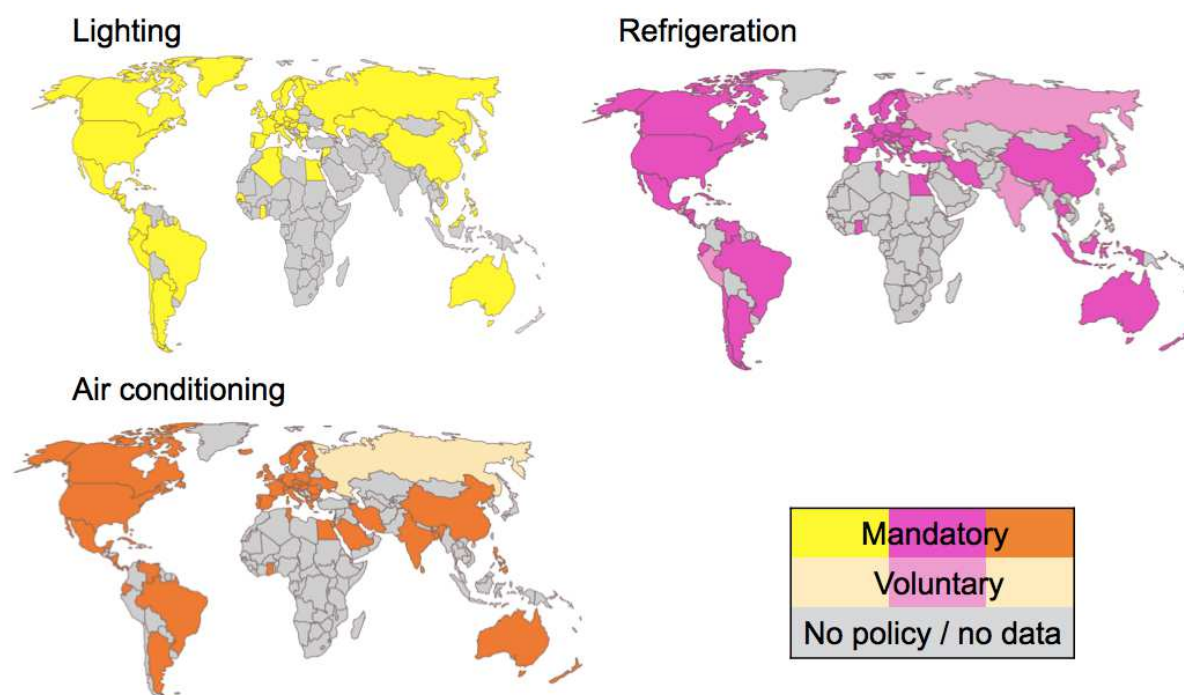 Lighting
Refrigeration
Air conditioning
Mandatory
Voluntary
No policy / no data